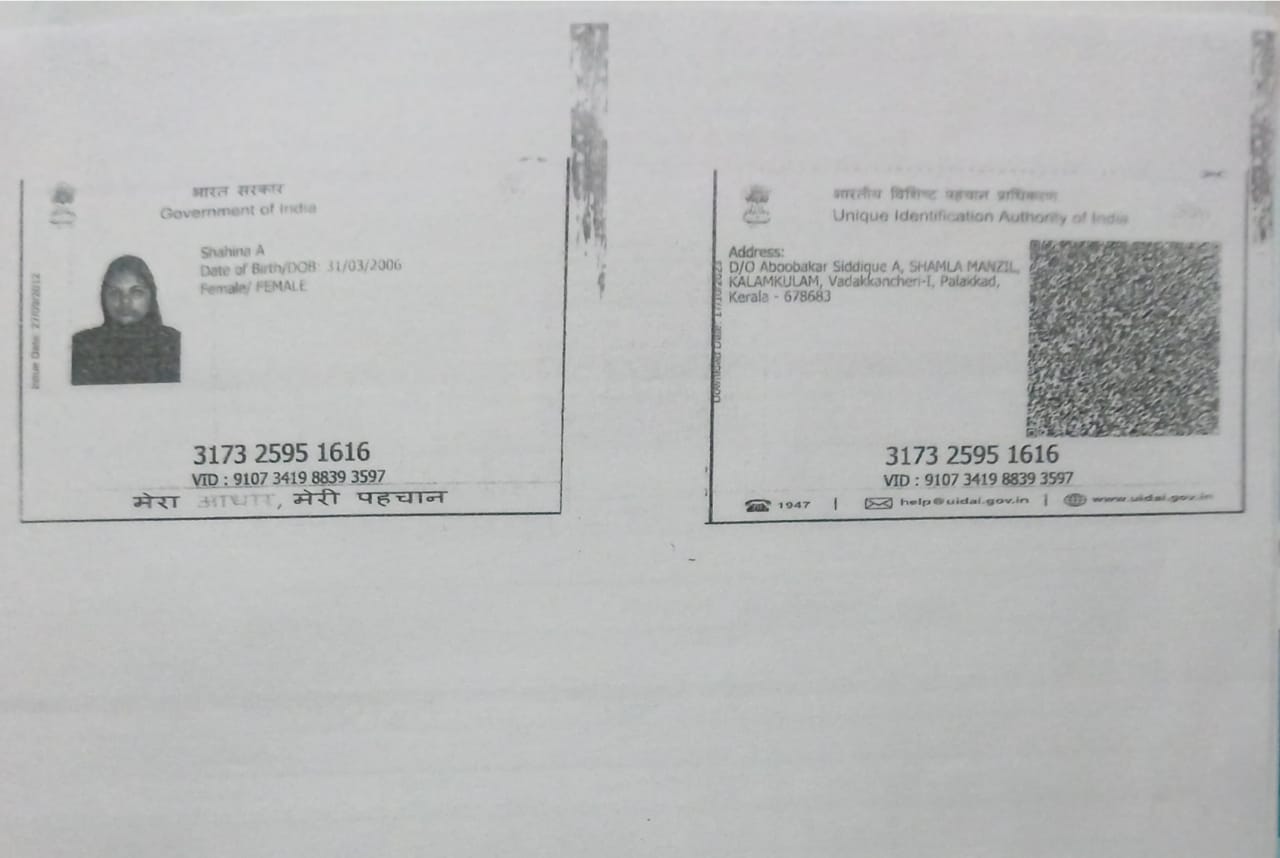 भारत सरकार
Government of India
Shahina A
Date of Birth/DOB: 31/03/2006
Female/ FEMALE
Issue Date: 27/09/2012
3173 2595 1616
VID : 9107 3419 8839 3597
मेरा आधार, मेरी पहचान
भारतीय विशिष्ट पहचान प्राधिकरण
Unique Identification Authority of India
Address:
D/O Aboobakar Siddique A, SHAMLA MANZIL,
KALAMKULAM, Vadakkancheri-I, Palakkad,
Kerala - 678683
Download Date: 17/10/2023
3173 2595 1616
VID : 9107 3419 8839 3597
1947 | help@uidai.gov.in | www.uidai.gov.in